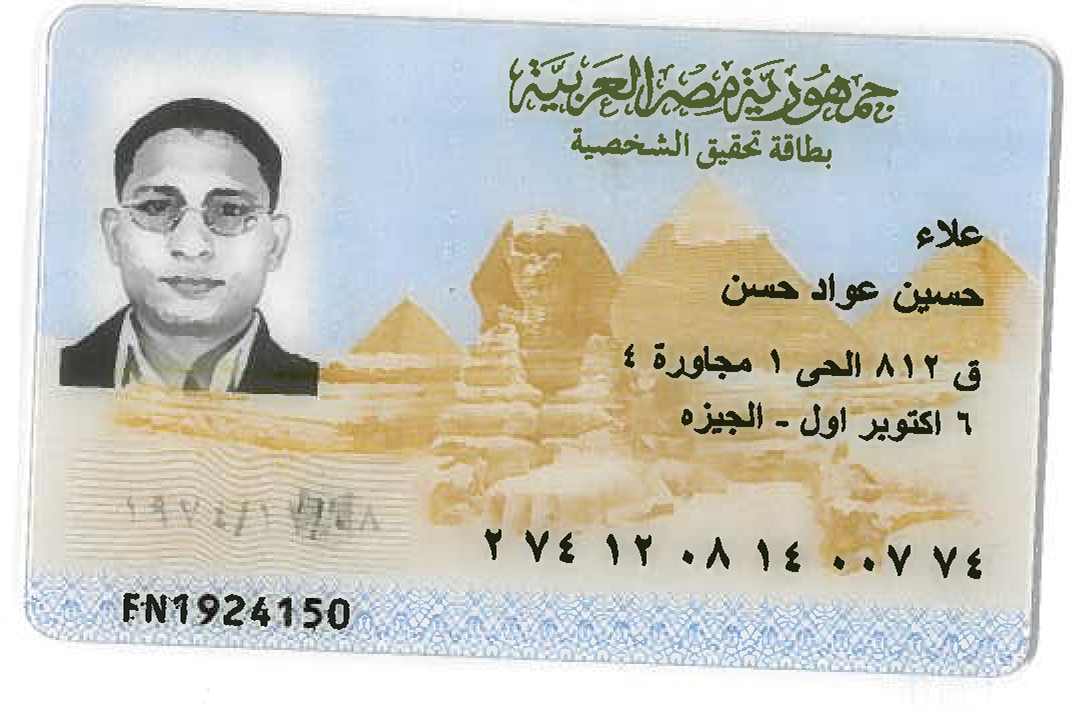 جمهورية مصر العربية
بطاقة تحقيق الشخصية
علاء
حسين عواد حسن
ق ٨١٢ الحى ١ مجاورة ٤
٦ اكتوبر اول - الجيزه
٢ ٧٤ ١٢ ٠٨ ١٤ ٠٠٧ ٧٤
FN1924150